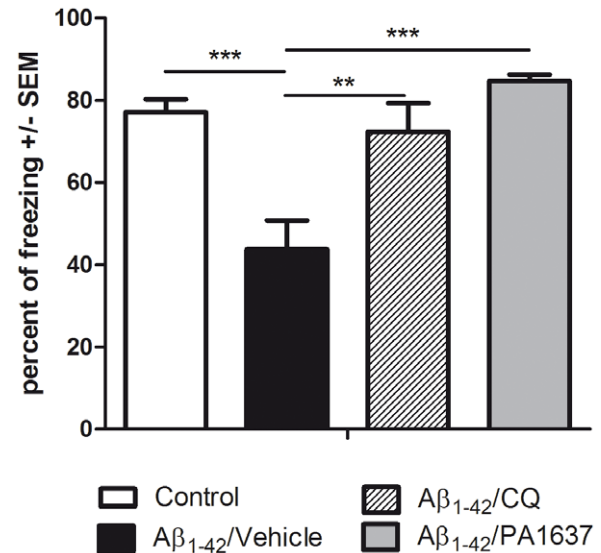 percent of freezing +/- SEM
100
80
60
40
20
0
***
***
**
Control
Aβ1-42/Vehicle
Aβ1-42/CQ
Aβ1-42/PA1637